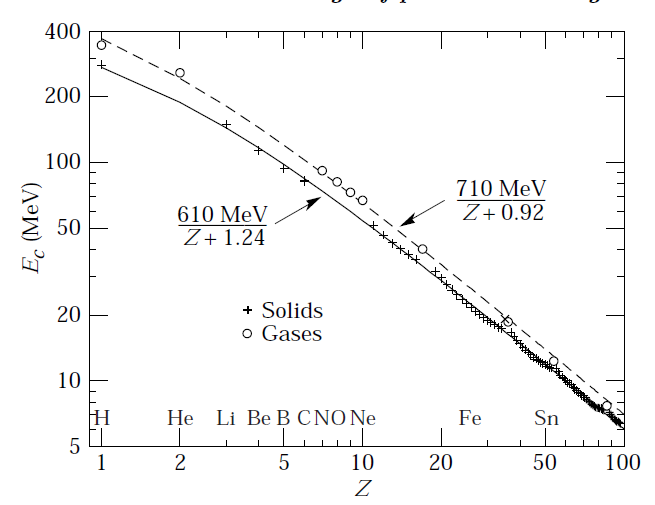 400
200
100
50
20
10
5
E_c (MeV)
710 MeV
Z + 0.92
610 MeV
Z + 1.24
+ Solids
○ Gases
H He Li Be B C N O Ne Fe Sn
1 2 5 10 20 50 100
Z